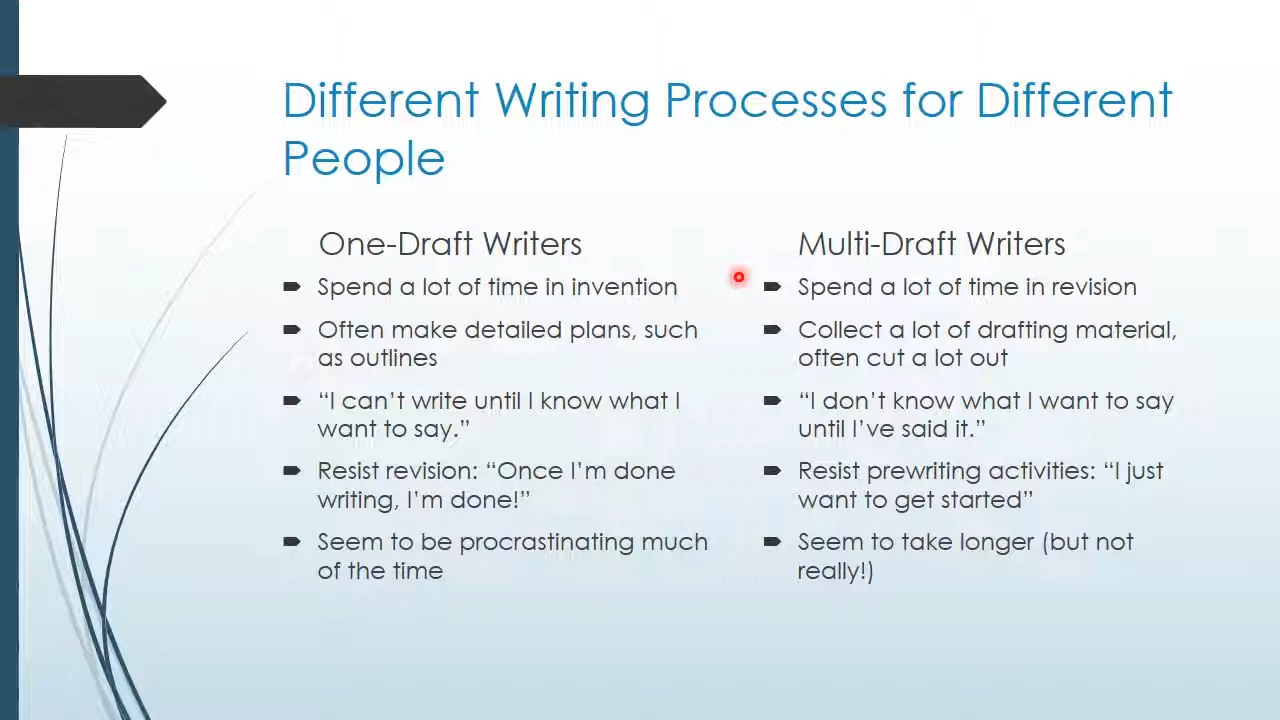 Different Writing Processes for Different
People
One-Draft Writers
Spend a lot of time in invention
Often make detailed plans, such
as outlines
“I can’t write until I know what I
want to say.”
Resist revision: “Once I’m done
writing, I’m done!”
Seem to be procrastinating much
of the time
Multi-Draft Writers
Spend a lot of time in revision
Collect a lot of drafting material,
often cut a lot out
“I don’t know what I want to say
until I’ve said it.”
Resist prewriting activities: “I just
want to get started”
Seem to take longer (but not
really!)